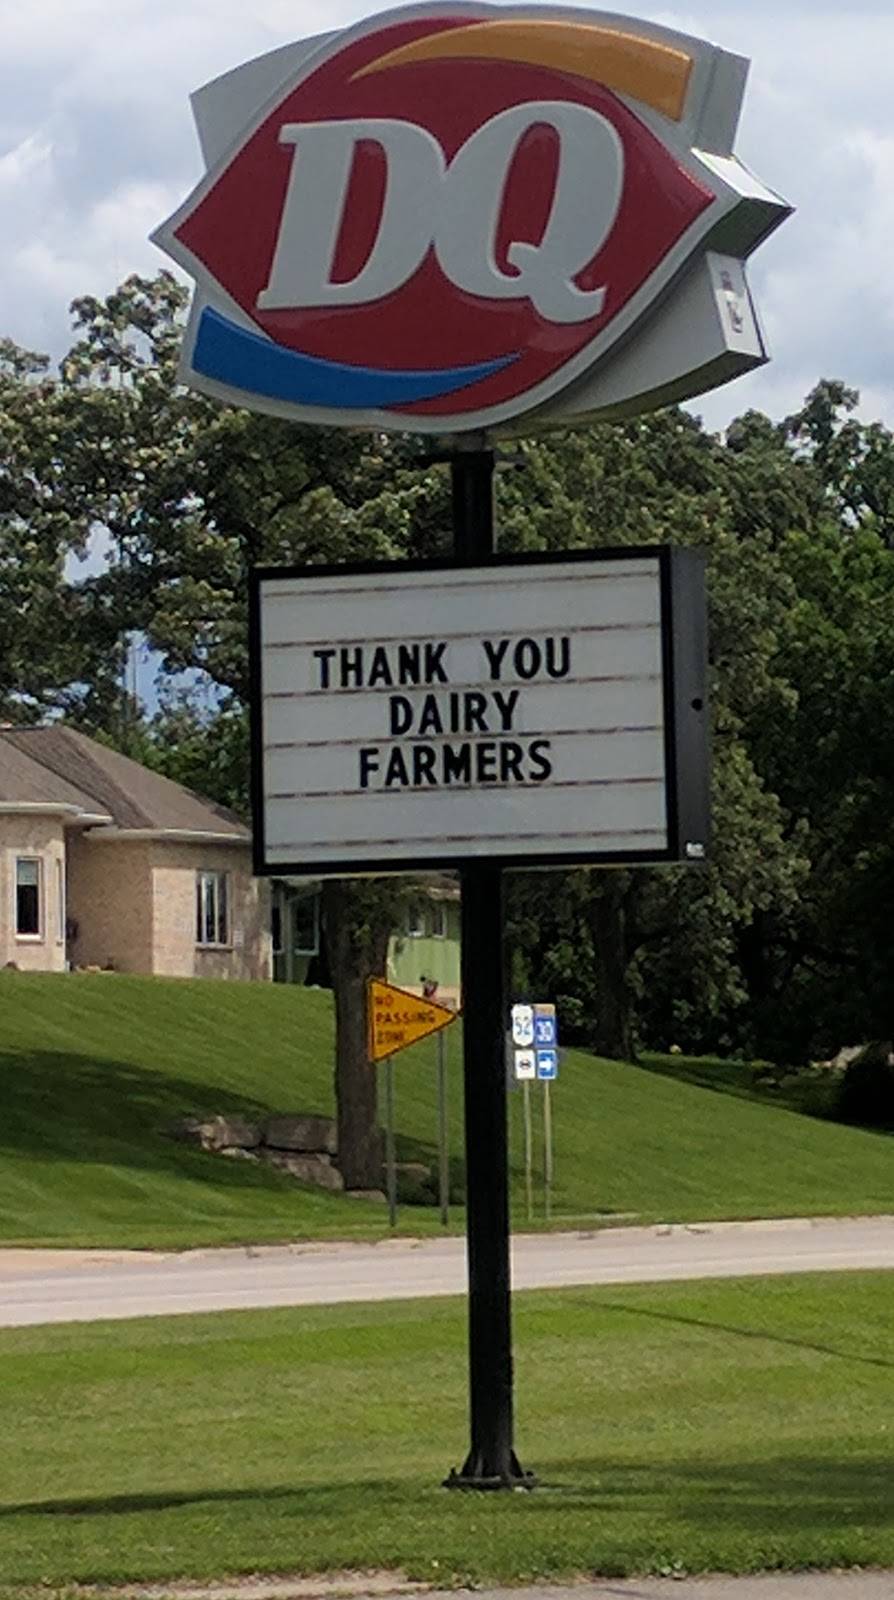 DQ
THANK YOU
DAIRY
FARMERS
NO
PASSING
ZONE
52
30